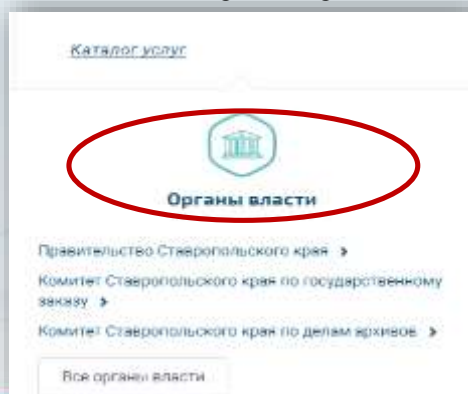 Каталог услуг
Органы власти
Правительство Ставропольского края
Комитет Ставропольского края по государственному
заказу
Комитет Ставропольского края по делам архивов
Все органы власти